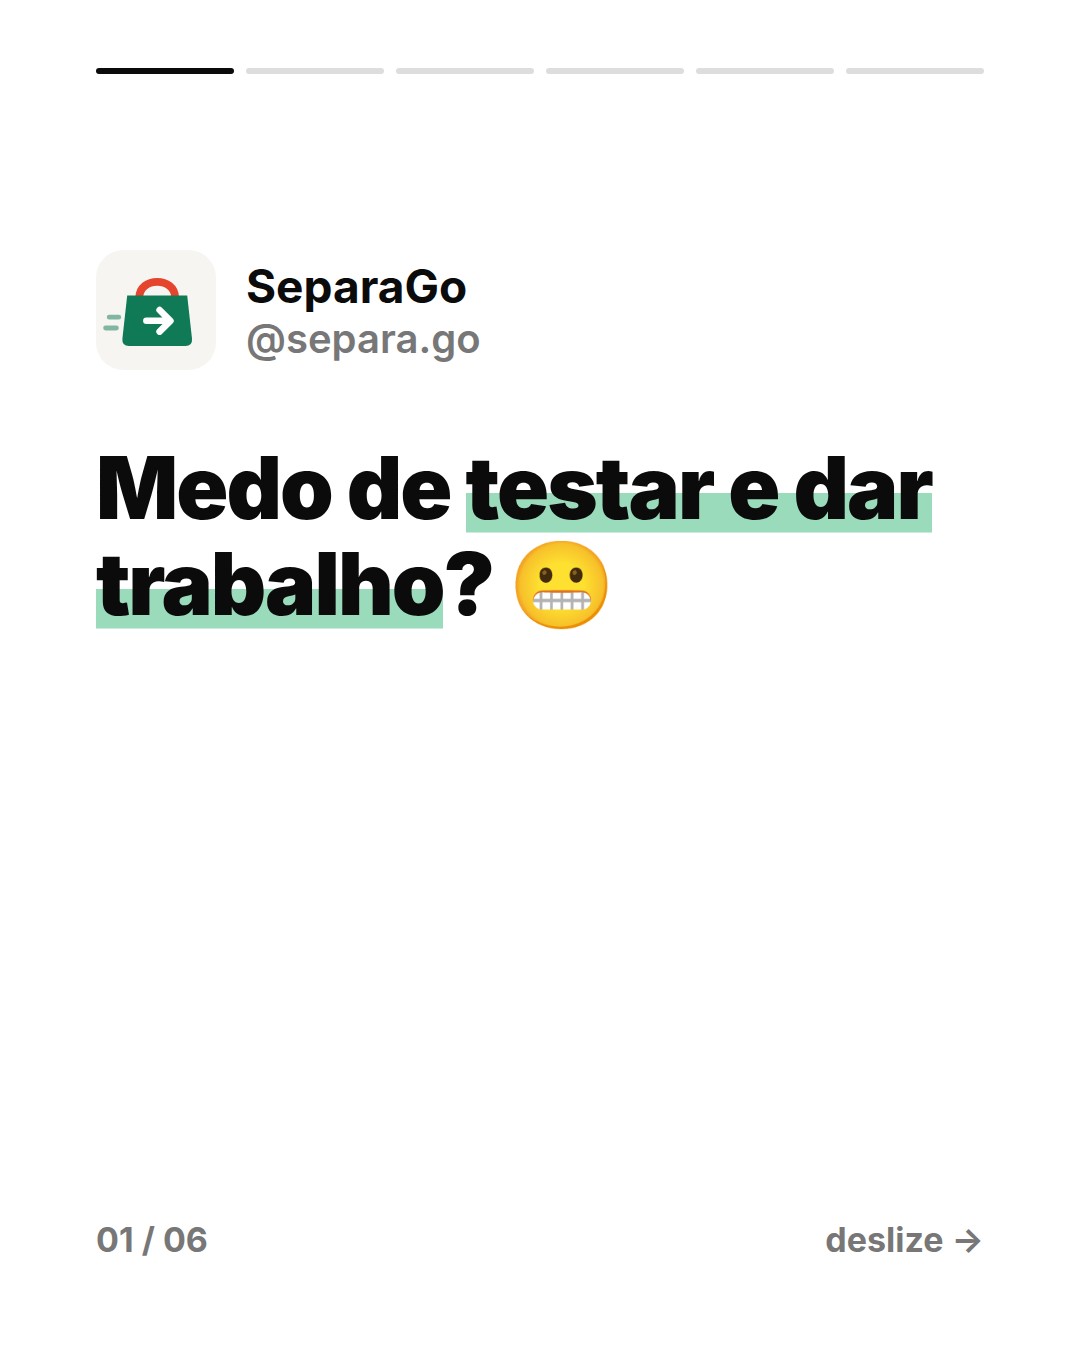 SeparaGo
@separa.go
Medo de testar e dar
trabalho? 😬
01 / 06
deslize →